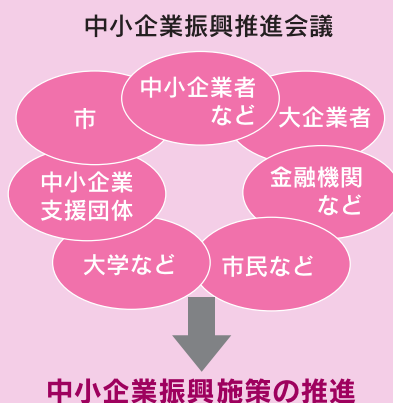 中小企業振興推進会議
中小企業者
など
市
大企業者
中小企業
支援団体
金融機関
など
大学など
市民など
中小企業振興施策の推進